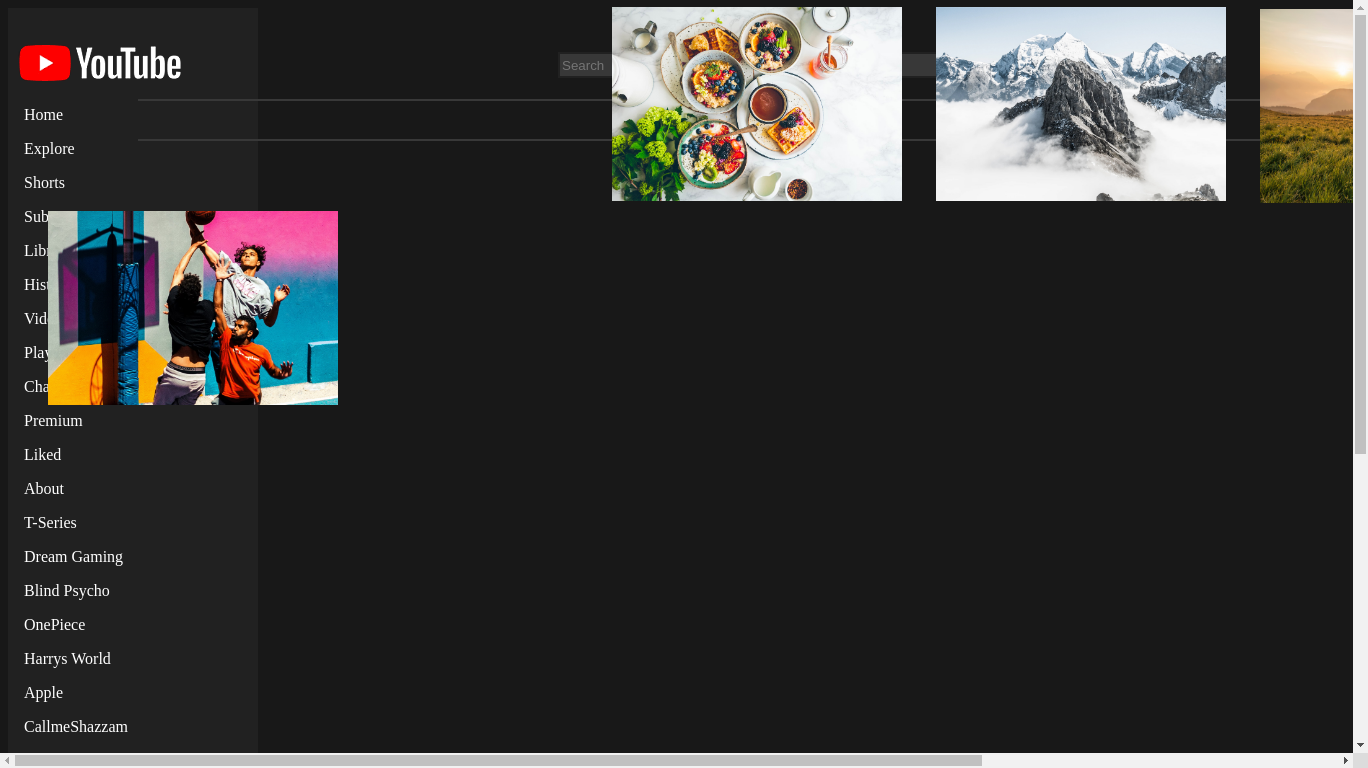 YouTube
Search
Home
Explore
Shorts
Sub
Lib
Hist
Vid
Play
Cha
Premium
Liked
About
T-Series
Dream Gaming
Blind Psycho
OnePiece
Harrys World
Apple
CallmeShazzam